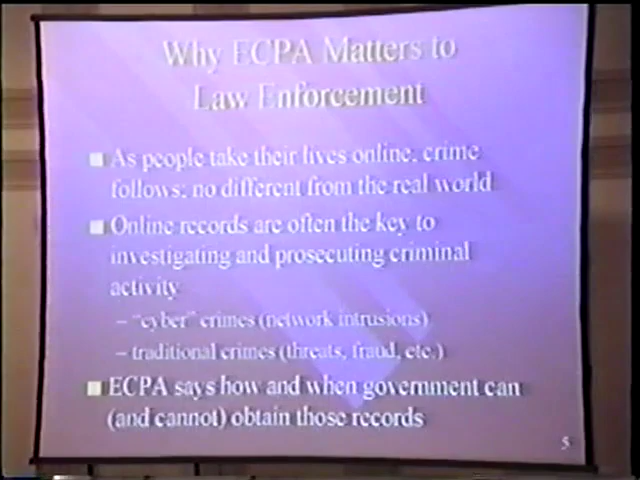 Why ECPA Matters to
Law Enforcement
As people take their lives online, crime
follows; no different from the real world
Online records are often the key to
investigating and prosecuting criminal
activity
– "cyber" crimes (network intrusions)
– traditional crimes (threats, fraud, etc.)
ECPA says how and when government can
(and cannot) obtain those records
5